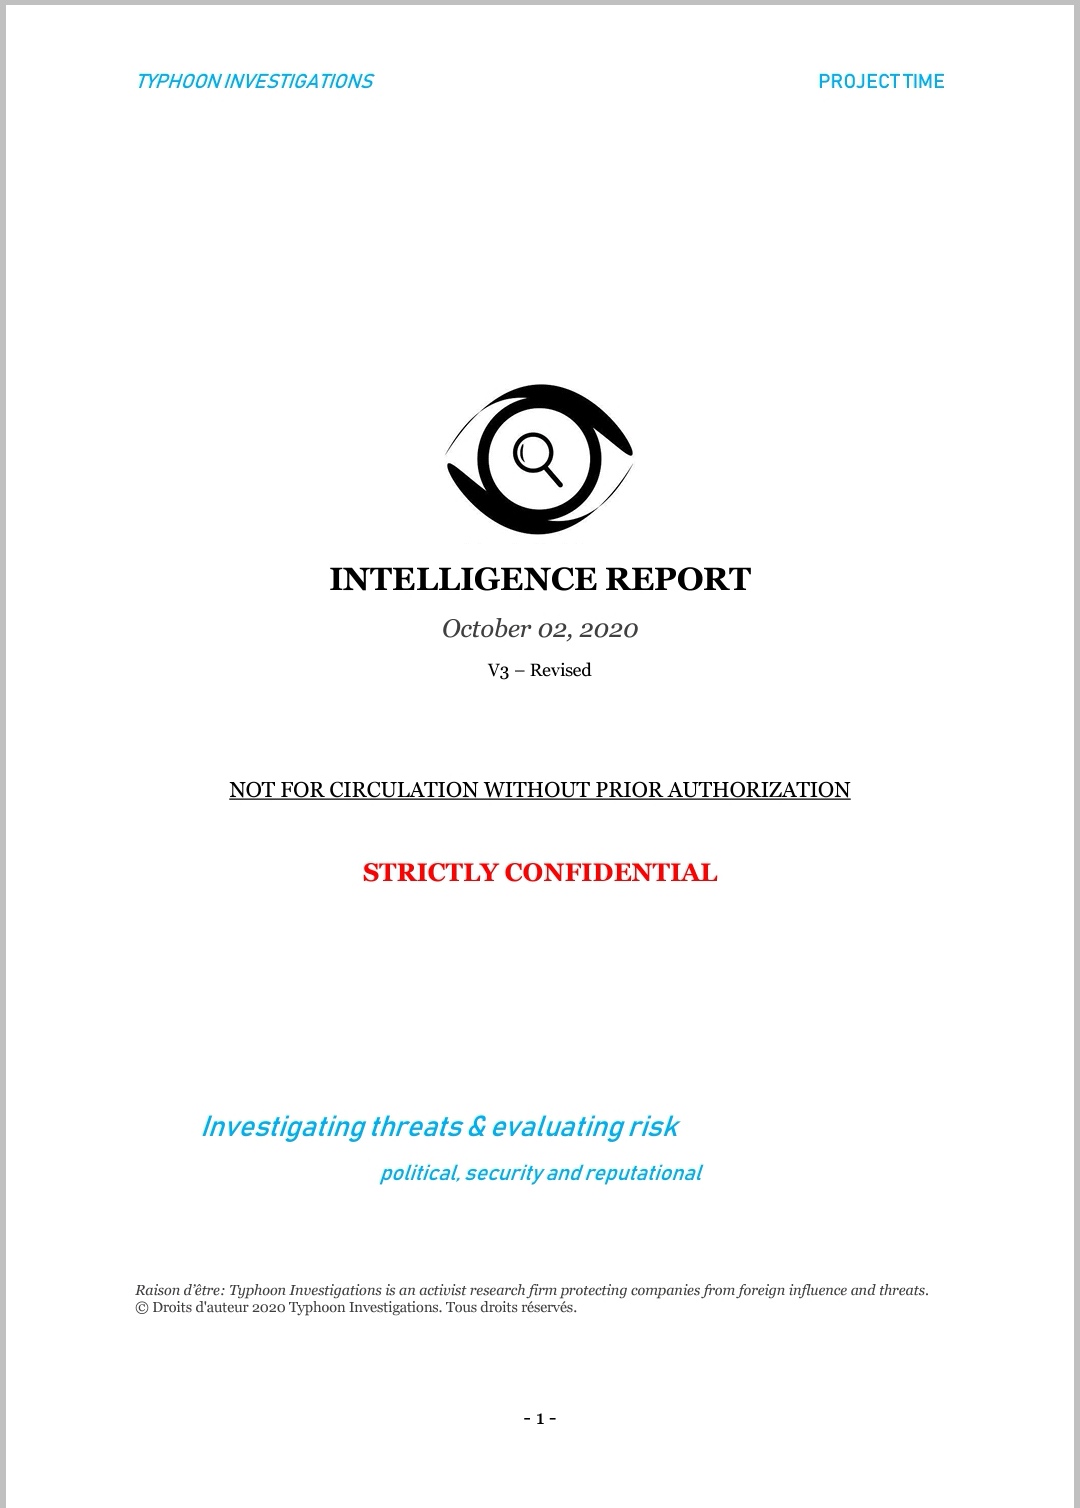 TYPHOON INVESTIGATIONS PROJECT TIME
INTELLIGENCE REPORT
October 02, 2020
V3 – Revised
NOT FOR CIRCULATION WITHOUT PRIOR AUTHORIZATION
STRICTLY CONFIDENTIAL
Investigating threats & evaluating risk
political, security and reputational
Raison d’être: Typhoon Investigations is an activist research firm protecting companies from foreign influence and threats.
© Droits d'auteur 2020 Typhoon Investigations. Tous droits réservés.
- 1 -